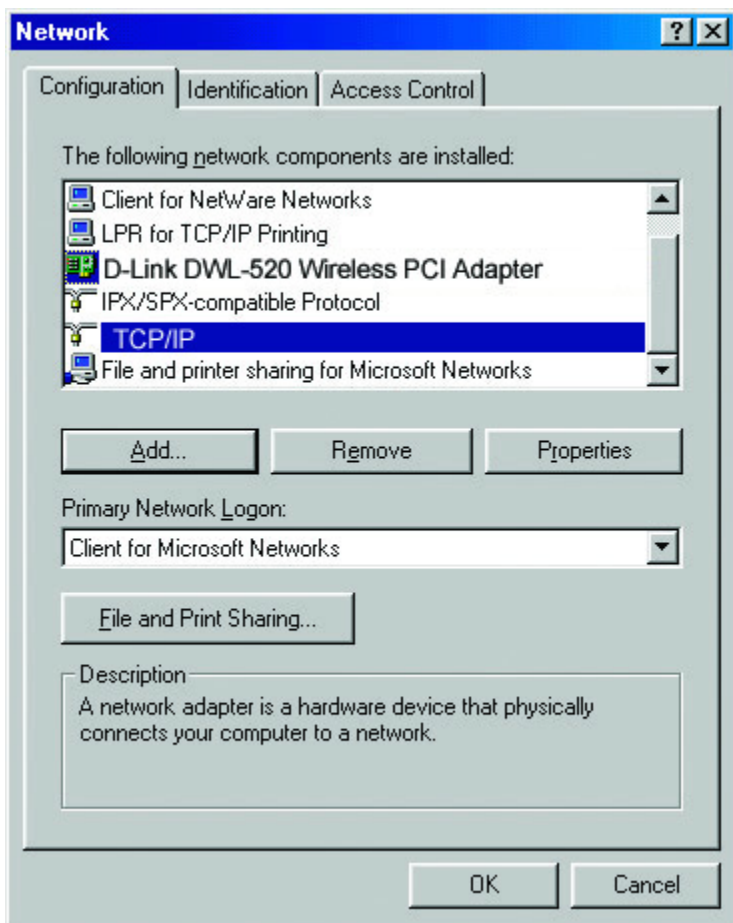 Network
Configuration
Identification
Access Control
The following network components are installed:
Client for NetWare Networks
LPR for TCP/IP Printing
D-Link DWL-520 Wireless PCI Adapter
IPX/SPX-compatible Protocol
TCP/IP
File and printer sharing for Microsoft Networks
Add...
Remove
Properties
Primary Network Logon:
Client for Microsoft Networks
File and Print Sharing...
Description
A network adapter is a hardware device that physically
connects your computer to a network.
OK
Cancel